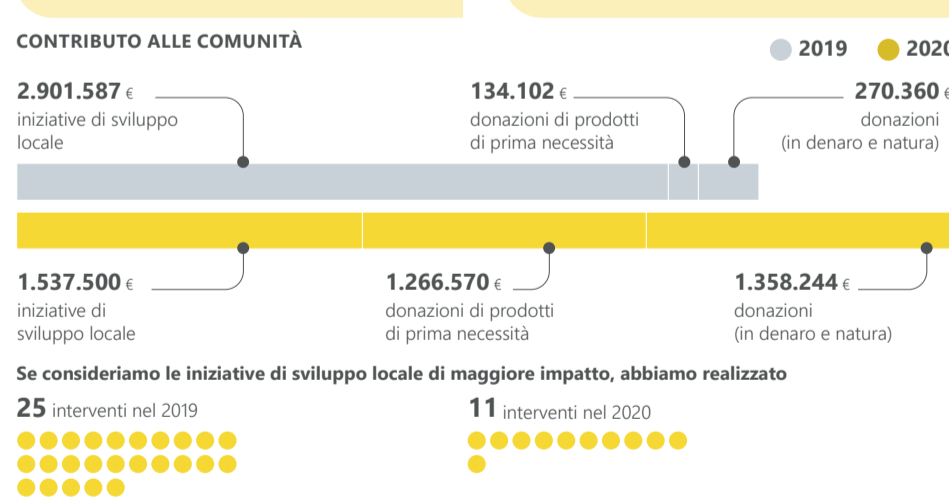 CONTRIBUTO ALLE COMUNITÀ
2019
2020
2.901.587 €
iniziative di sviluppo
locale
134.102 €
donazioni di prodotti
di prima necessità
270.360 €
donazioni
(in denaro e natura)
1.537.500 €
iniziative di
sviluppo locale
1.266.570 €
donazioni di prodotti
di prima necessità
1.358.244 €
donazioni
(in denaro e natura)
Se consideriamo le iniziative di sviluppo locale di maggiore impatto, abbiamo realizzato
25 interventi nel 2019
11 interventi nel 2020